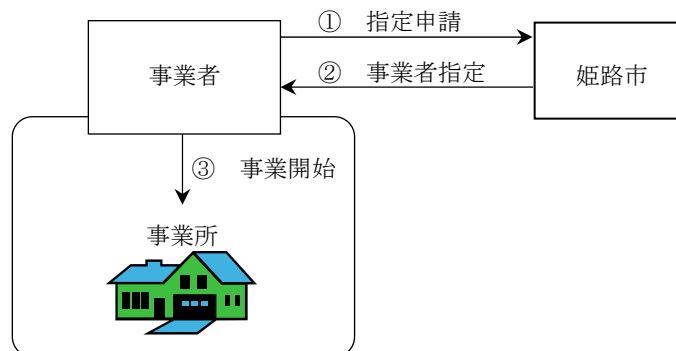 ① 指定申請
事業者
② 事業者指定
姫路市
③ 事業開始
事業所